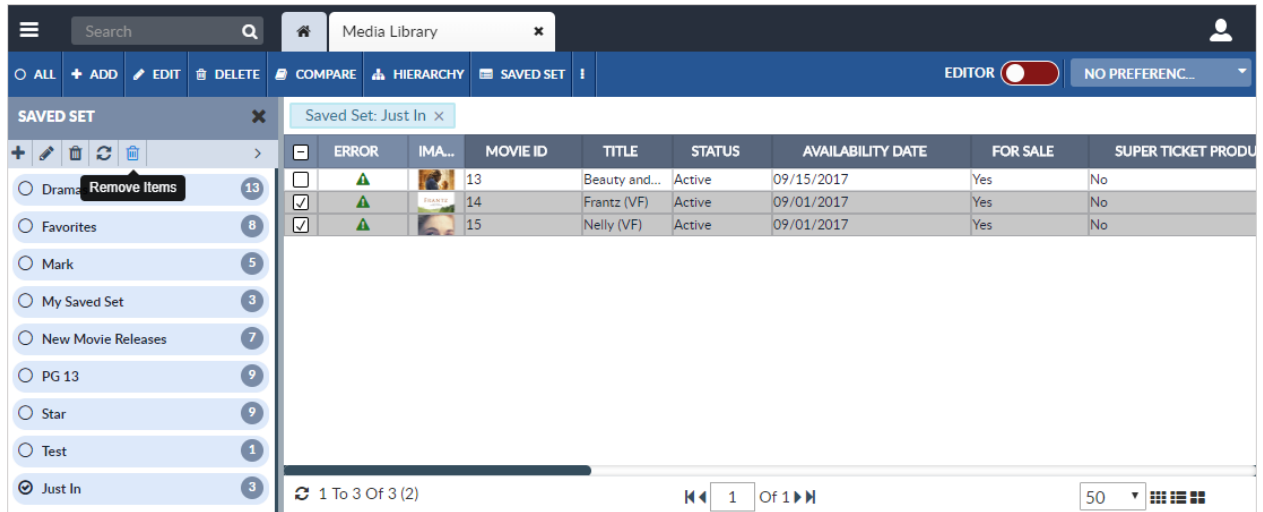 Search
Media Library
ALL ADD EDIT DELETE COMPARE HIERARCHY SAVED SET EDITOR NO PREFERENC...
SAVED SET
Saved Set: Just In
ERROR IMA... MOVIE ID TITLE STATUS AVAILABILITY DATE FOR SALE SUPER TICKET PRODU
Remove Items
13 Beauty and... Active 09/15/2017 Yes No
FRANTZ 14 Frantz (VF) Active 09/01/2017 Yes No
15 Nelly (VF) Active 09/01/2017 Yes No
Drama 13
Favorites 8
Mark 5
My Saved Set 3
New Movie Releases 7
PG 13 9
Star 9
Test 1
Just In 3
1 To 3 Of 3 (2) 1 Of 1 50